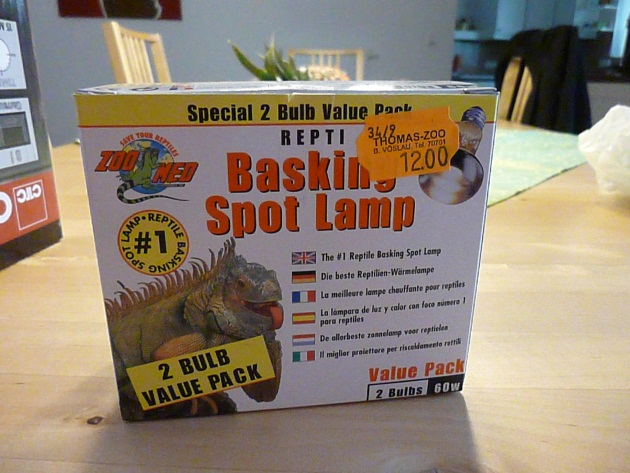 Special 2 Bulb Value Pack
REPTI
Basking
Spot Lamp
34/9
THOMAS-ZOO
B. VÖSLAU, Tel 70701
12.00
SAVE YOUR REPTILES
ZOO MED
SPOT LAMP • REPTILE BASKING
#1
The #1 Reptile Basking Spot Lamp
Die beste Reptilien-Wärmelampe
La meilleure lampe chauffante pour reptiles
La lámpara de luz y calor con foco número 1
para reptiles
De allerbeste zonnelamp voor reptielen
Il miglior proiettore per riscaldamento rettili
2 BULB
VALUE PACK
Value Pack
2 Bulbs 60w